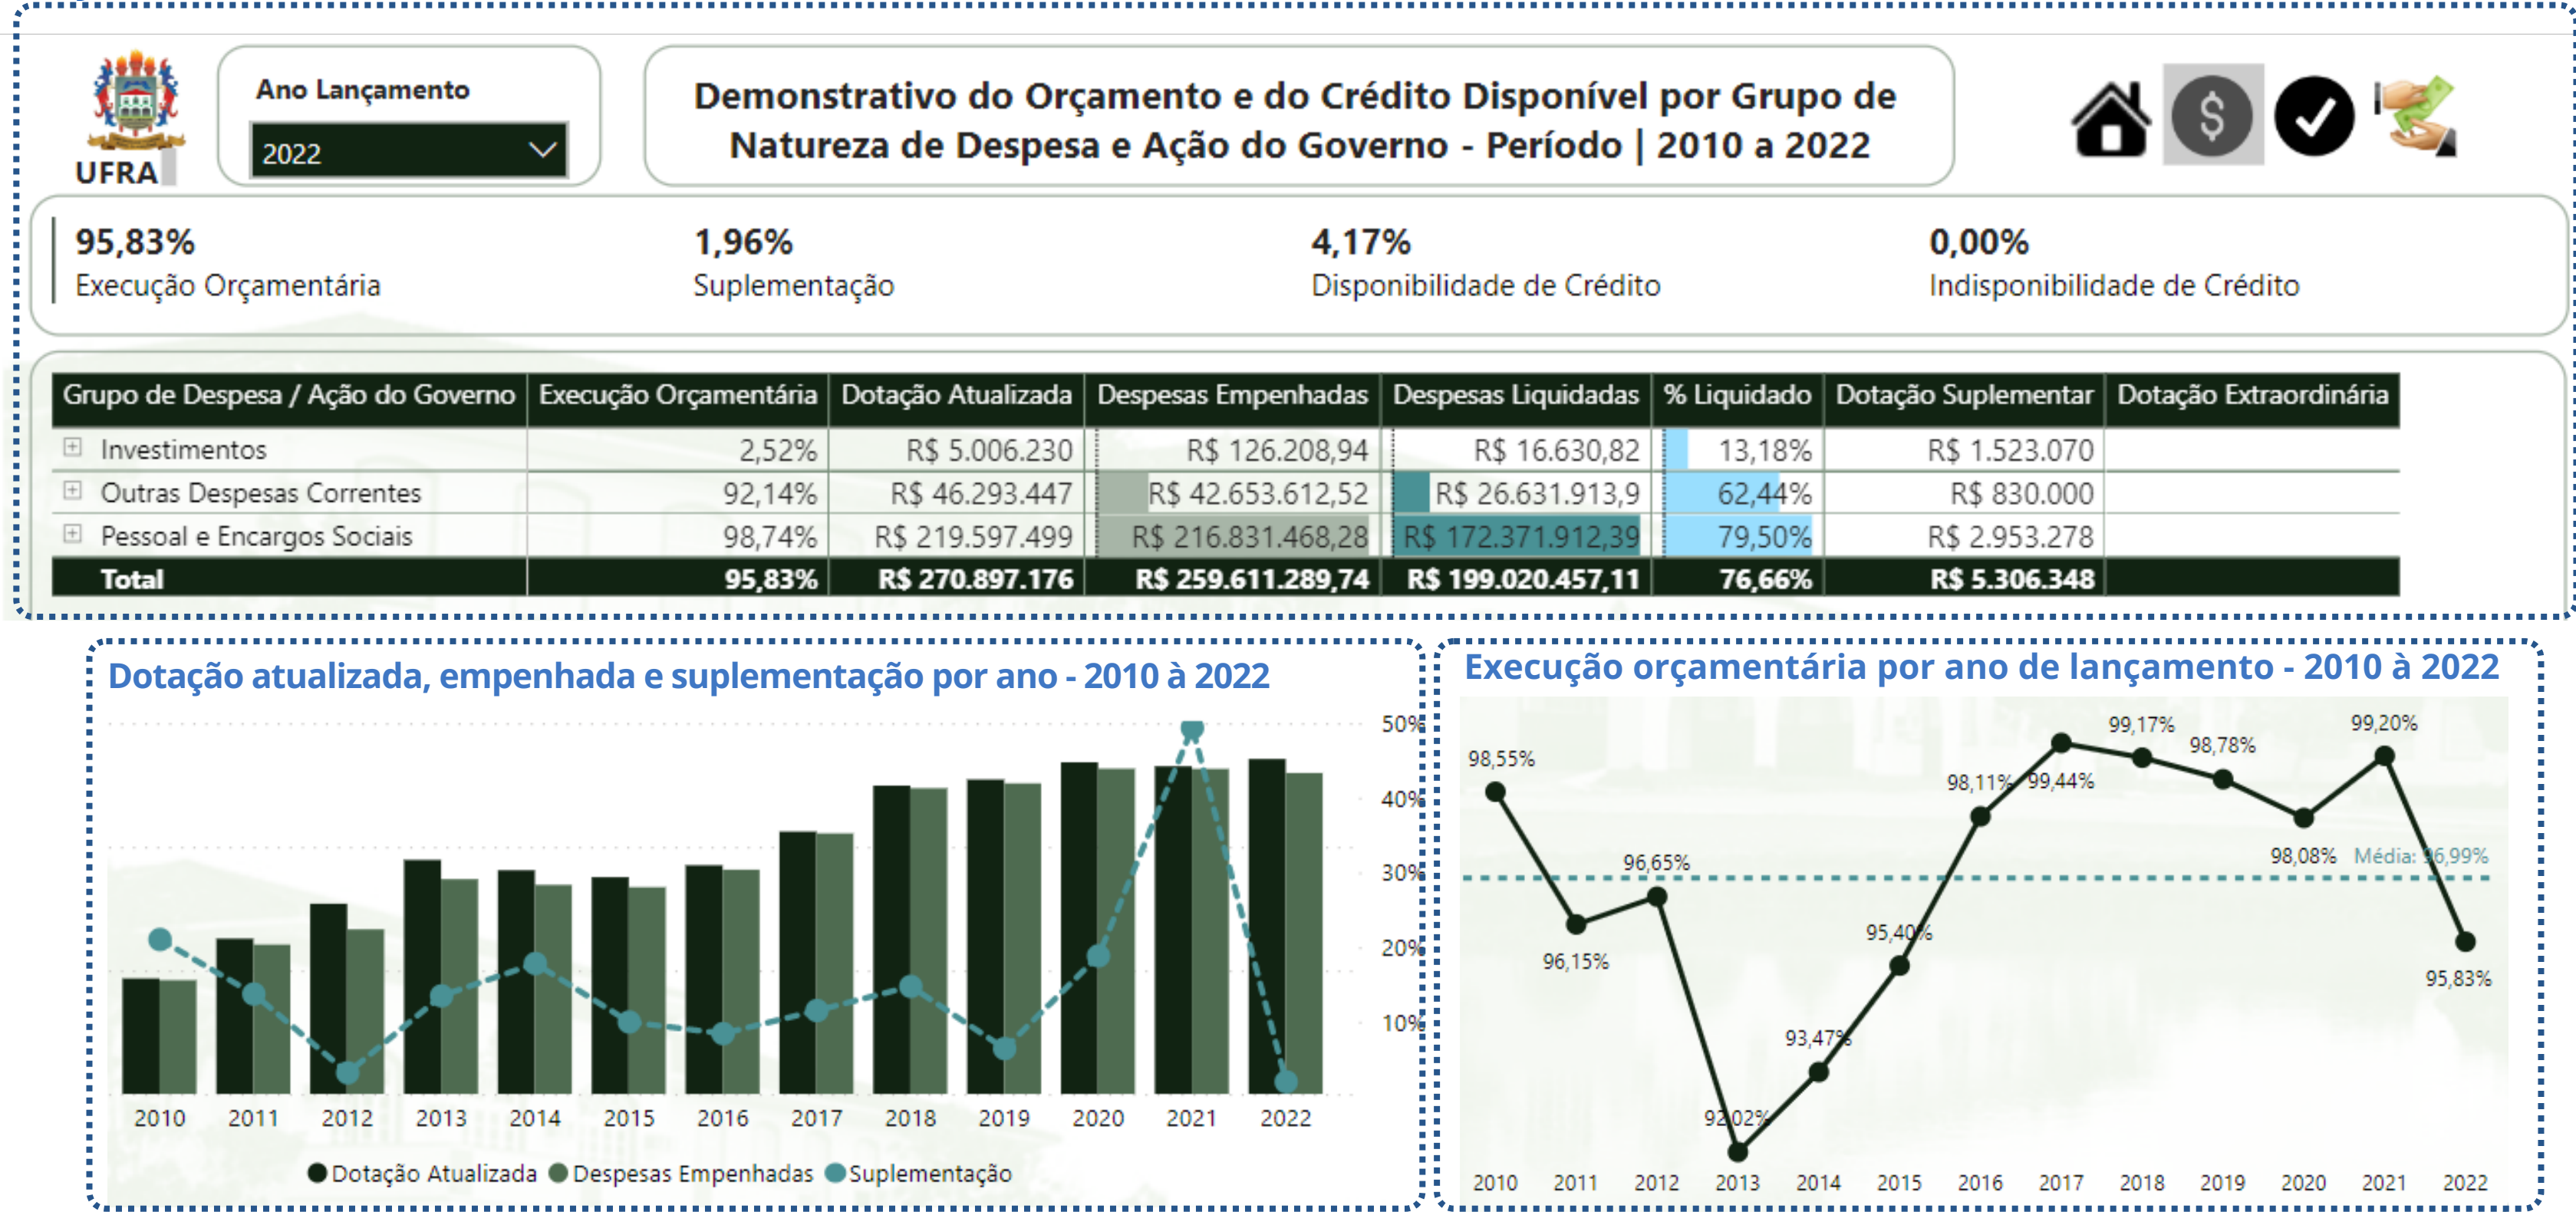 UFRA
Ano Lançamento
2022
Demonstrativo do Orçamento e do Crédito Disponível por Grupo de
Natureza de Despesa e Ação do Governo - Período | 2010 a 2022
$
95,83%
Execução Orçamentária
1,96%
Suplementação
4,17%
Disponibilidade de Crédito
0,00%
Indisponibilidade de Crédito
Grupo de Despesa / Ação do Governo Execução Orçamentária Dotação Atualizada Despesas Empenhadas Despesas Liquidadas % Liquidado Dotação Suplementar Dotação Extraordinária
Investimentos 2,52% R$ 5.006.230 R$ 126.208,94 R$ 16.630,82 13,18% R$ 1.523.070
Outras Despesas Correntes 92,14% R$ 46.293.447 R$ 42.653.612,52 R$ 26.631.913,9 62,44% R$ 830.000
Pessoal e Encargos Sociais 98,74% R$ 219.597.499 R$ 216.831.468,28 R$ 172.371.912,39 79,50% R$ 2.953.278
Total 95,83% R$ 270.897.176 R$ 259.611.289,74 R$ 199.020.457,11 76,66% R$ 5.306.348
Dotação atualizada, empenhada e suplementação por ano - 2010 à 2022
50%
40%
30%
20%
10%
2010 2011 2012 2013 2014 2015 2016 2017 2018 2019 2020 2021 2022
Dotação Atualizada Despesas Empenhadas Suplementação
Execução orçamentária por ano de lançamento - 2010 à 2022
98,55%
96,15%
96,65%
92,02%
93,47%
95,40%
98,11%
99,44%
99,17%
98,78%
98,08%
99,20%
95,83%
Média: 96,99%
2010 2011 2012 2013 2014 2015 2016 2017 2018 2019 2020 2021 2022